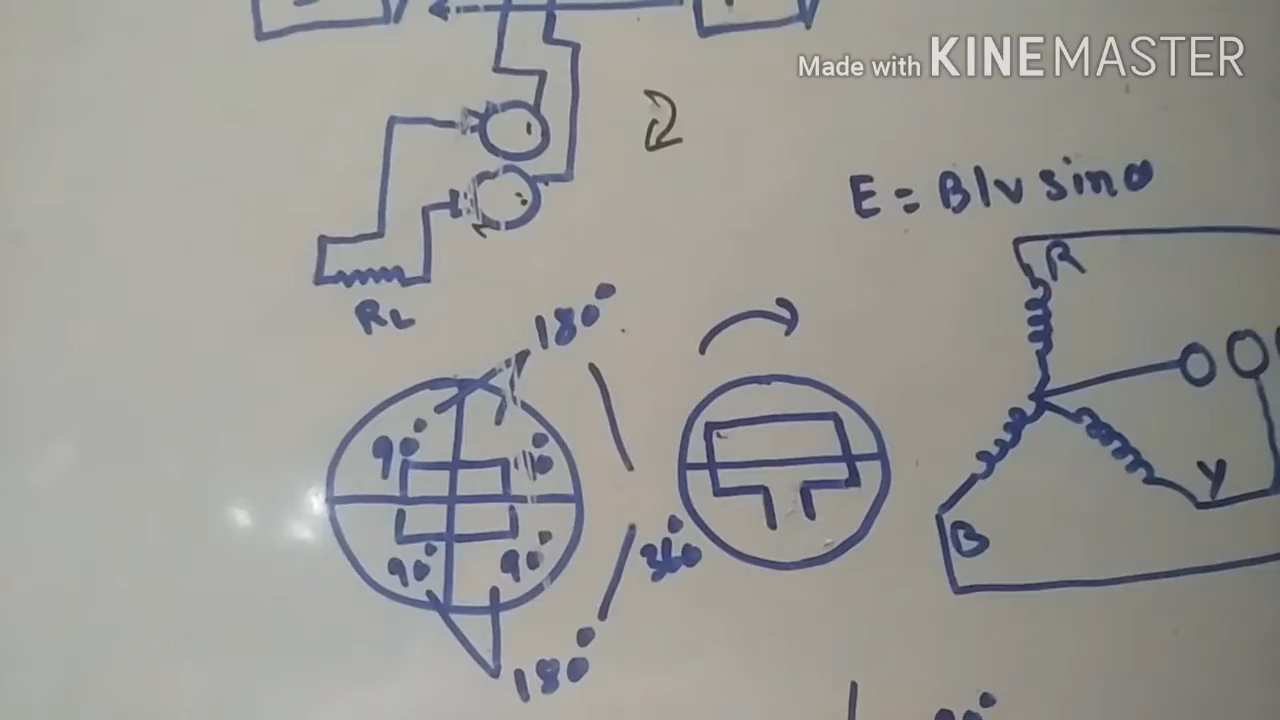 Made with KINEMASTER
E = Blv sinθ
R
RL
180°
90°
90°
Y
90°
90°
360°
B
180°